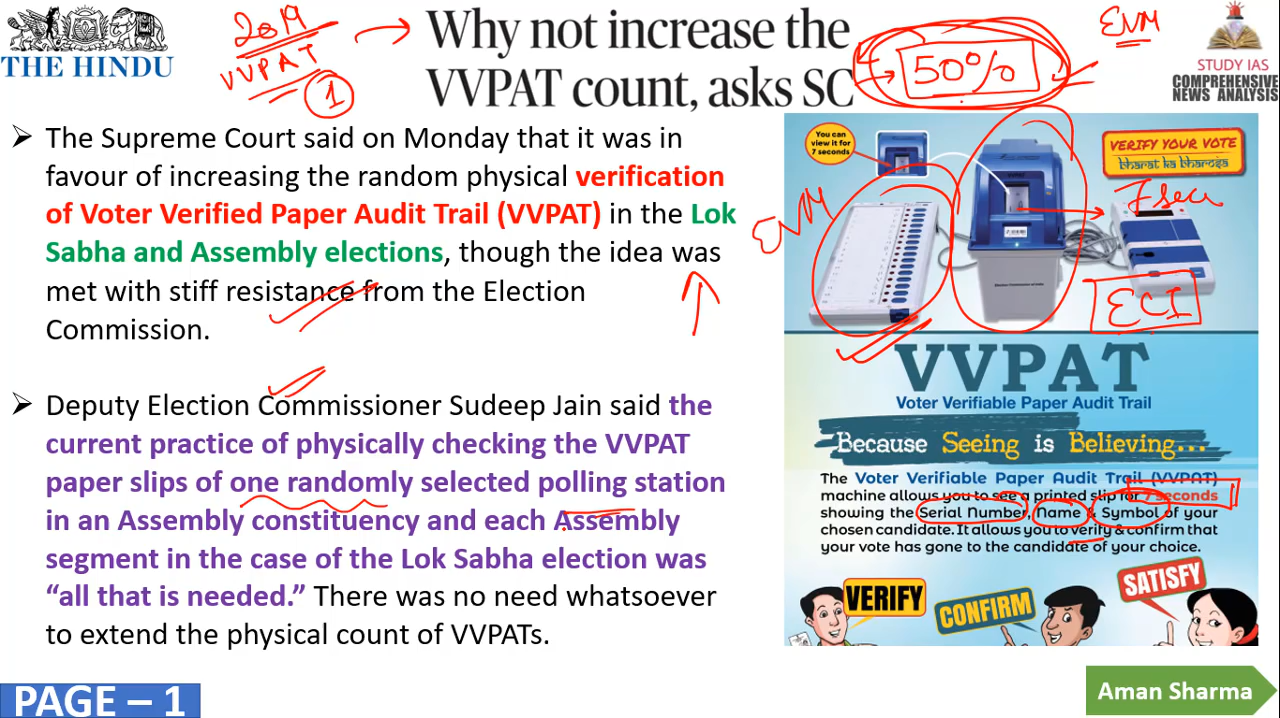 THE HINDU
2019
VVPAT
1
Why not increase the
VVPAT count, asks SC
50%
EVM
STUDY IAS
COMPREHENSIVE
NEWS ANALYSIS
➢ The Supreme Court said on Monday that it was in
favour of increasing the random physical verification
of Voter Verified Paper Audit Trail (VVPAT) in the Lok
Sabha and Assembly elections, though the idea was
met with stiff resistance from the Election
Commission.
➢ Deputy Election Commissioner Sudeep Jain said the
current practice of physically checking the VVPAT
paper slips of one randomly selected polling station
in an Assembly constituency and each Assembly
segment in the case of the Lok Sabha election was
“all that is needed.” There was no need whatsoever
to extend the physical count of VVPATs.
You can
view it for
7 seconds
VERIFY YOUR VOTE
bharat ka bharosa
EVM
7 sec
ECI
VVPAT
Voter Verifiable Paper Audit Trail
Because Seeing is Believing...
The Voter Verifiable Paper Audit Trail (VVPAT)
machine allows you to see a printed slip for 7 seconds
showing the Serial Number, Name & Symbol of your
chosen candidate. It allows you to verify & confirm that
your vote has gone to the candidate of your choice.
VERIFY
CONFIRM
SATISFY
PAGE – 1
Aman Sharma